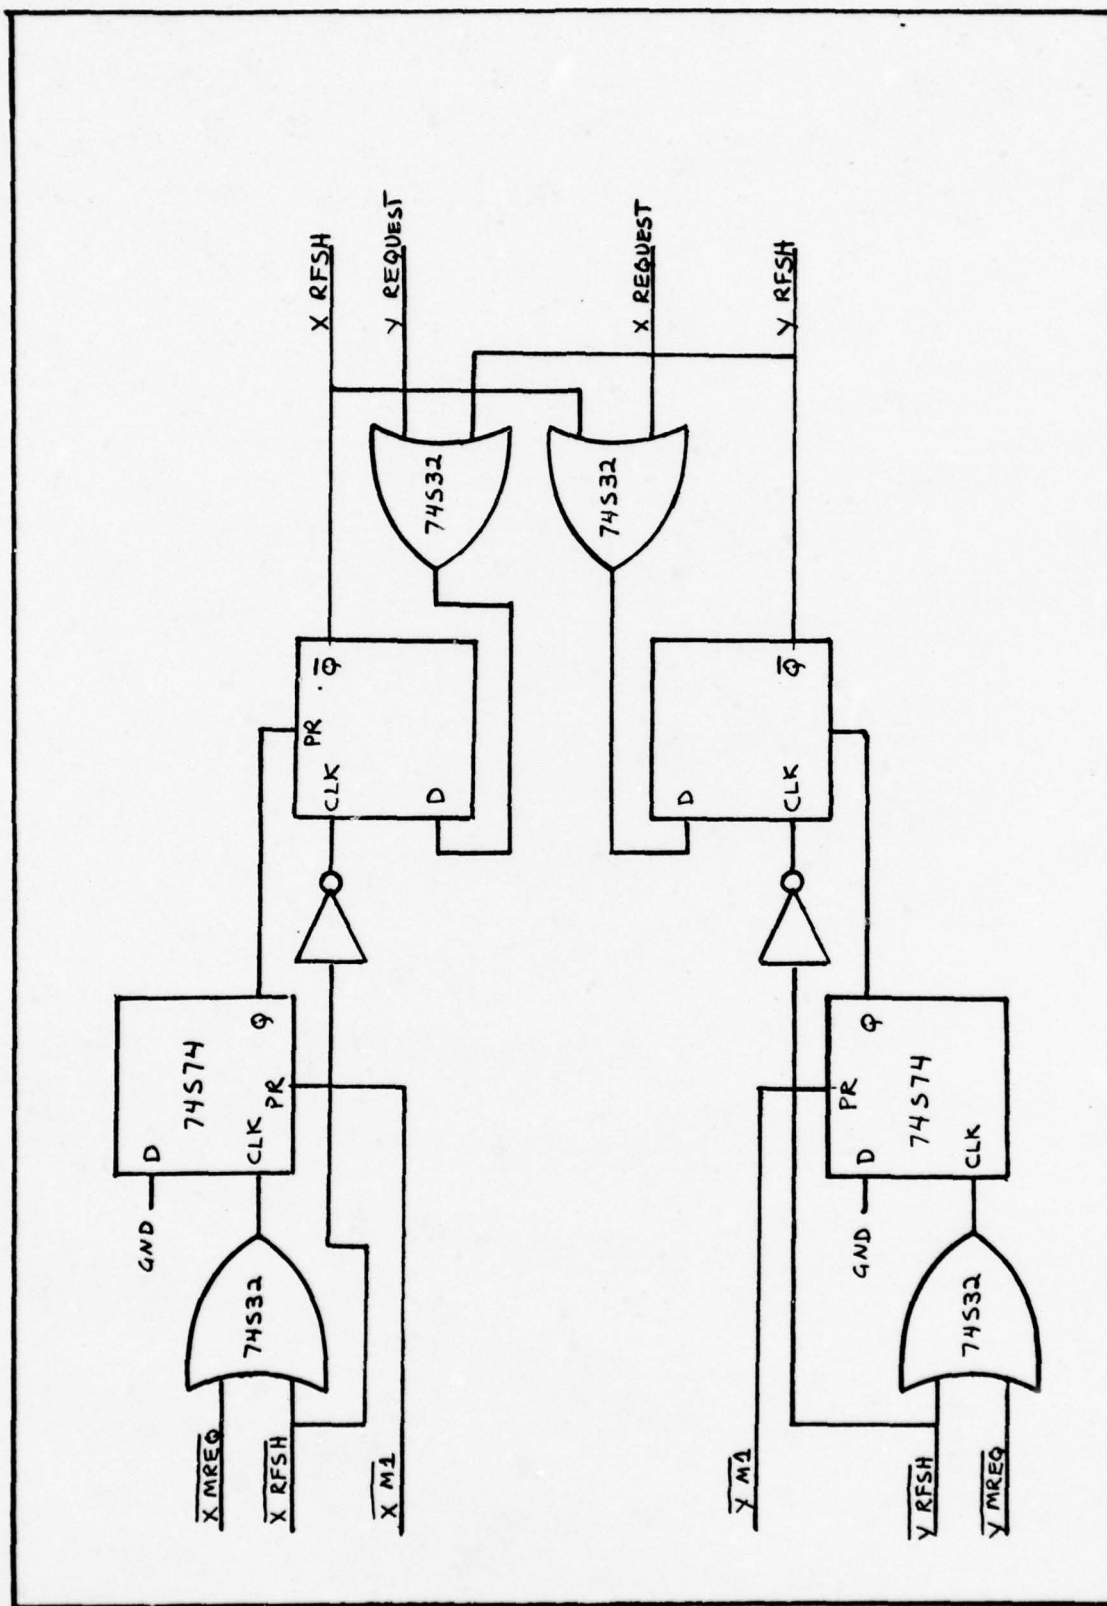 X MREQ
X RFSH
X M1
74S32
GND
D
74S74
CLK
PR
Q
CLK
PR
Q
D
74S32
X RFSH
Y REQUEST
74S32
X REQUEST
Y RFSH
D
CLK
Q
Y M1
GND
D
PR
74S74
CLK
Q
Y RFSH
Y MREQ
74S32